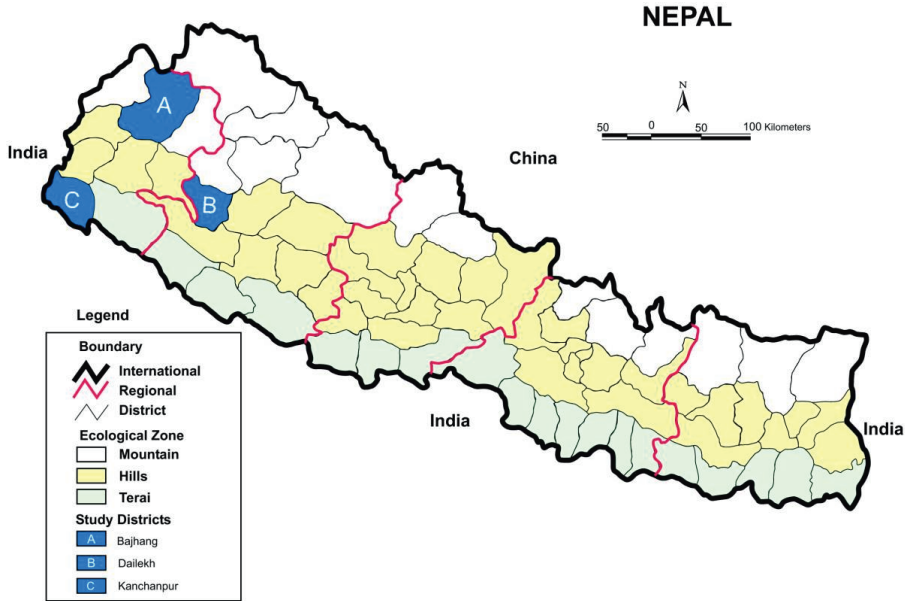 NEPAL
N
50 0 50 100 Kilometers
India
China
A
B
C
India
India
Legend
Boundary
International
Regional
District
Ecological Zone
Mountain
Hills
Terai
Study Districts
A Bajhang
B Dailekh
C Kanchanpur